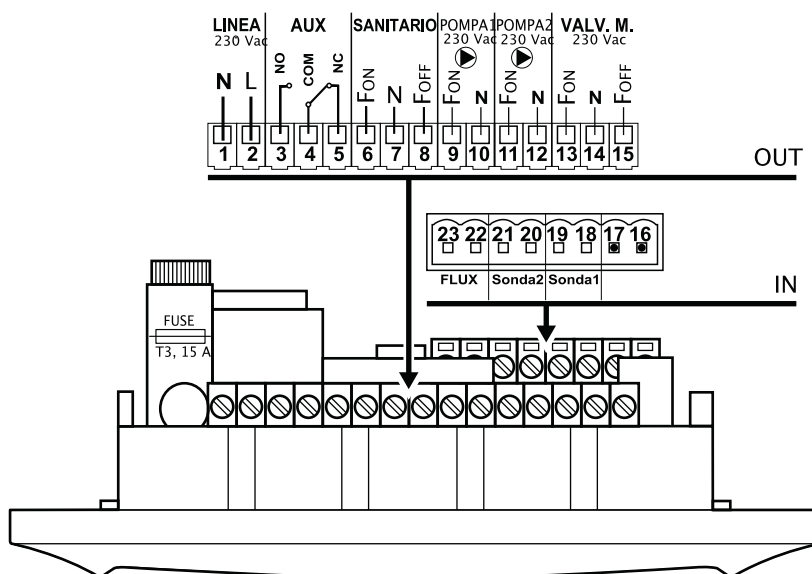 LINEA AUX SANITARIO POMPA1 POMPA2 VALV. M.
230 Vac 230 Vac 230 Vac 230 Vac
N L NO COM NC FON N FOFF FON N FON N FON N FOFF
1 2 3 4 5 6 7 8 9 10 11 12 13 14 15
OUT
23 22 21 20 19 18 17 16
FLUX Sonda2 Sonda1
IN
FUSE
T3, 15 A